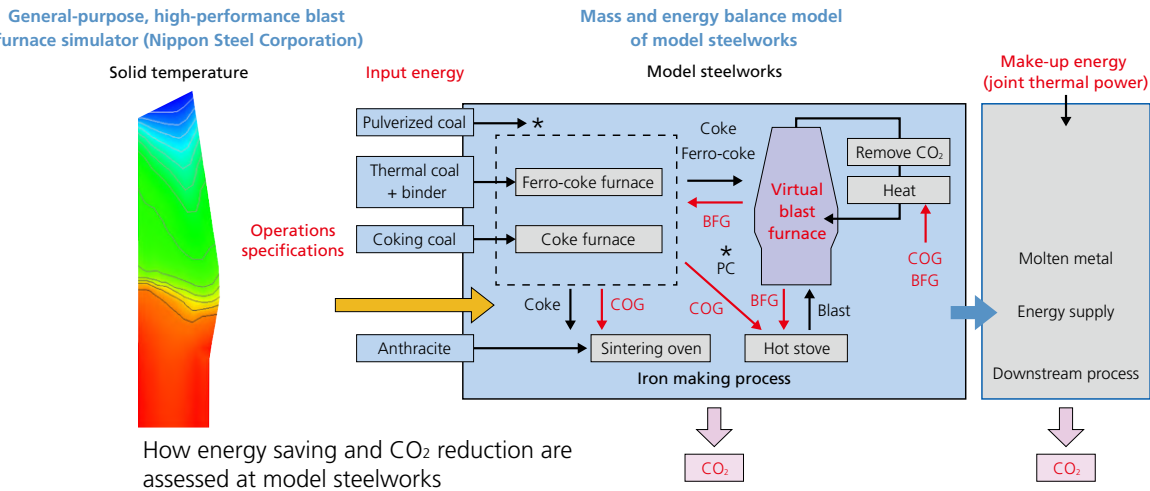 General-purpose, high-performance blast
furnace simulator (Nippon Steel Corporation)
Mass and energy balance model
of model steelworks
Solid temperature
Input energy
Model steelworks
Make-up energy
(joint thermal power)
Pulverized coal
*
Thermal coal
+ binder
Coking coal
Anthracite
Operations
specifications
Ferro-coke furnace
Coke furnace
Coke
Ferro-coke
BFG
*
PC
Virtual
blast
furnace
Remove CO₂
Heat
COG
BFG
Coke
COG
COG
BFG
Blast
Sintering oven
Hot stove
Iron making process
Molten metal
Energy supply
Downstream process
CO₂
CO₂
How energy saving and CO₂ reduction are
assessed at model steelworks